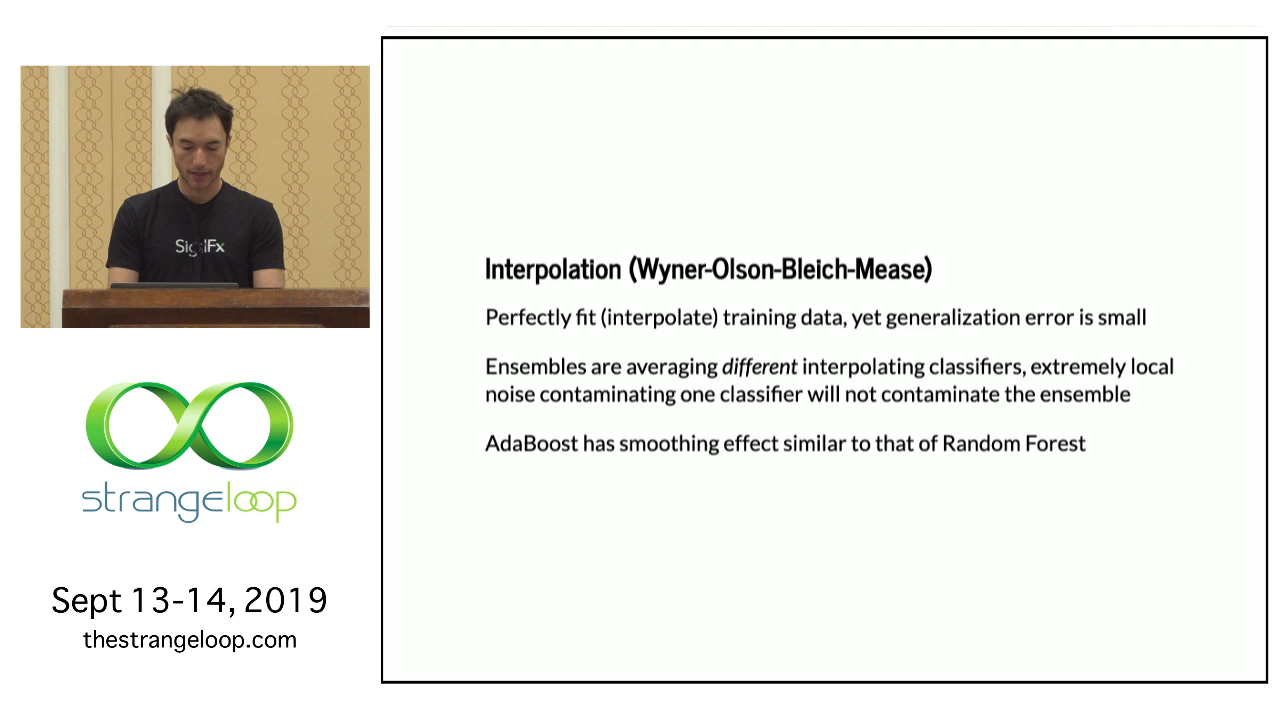 SignalFx
strangeloop
Sept 13-14, 2019
thestrangeloop.com
Interpolation (Wyner-Olson-Bleich-Mease)
Perfectly fit (interpolate) training data, yet generalization error is small
Ensembles are averaging different interpolating classifiers, extremely local
noise contaminating one classifier will not contaminate the ensemble
AdaBoost has smoothing effect similar to that of Random Forest